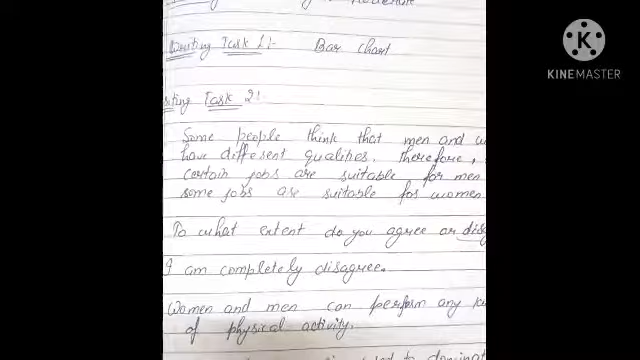 Writing Task 1:- Bar Chart
KINEMASTER
Task 2:
Some people think that men and
have different qualities. Therefore,
certain jobs are suitable for men
some jobs are suitable for women
To what extent do you agree or
I am completely disagree.
Women and men can perform any
of physical activity.
to